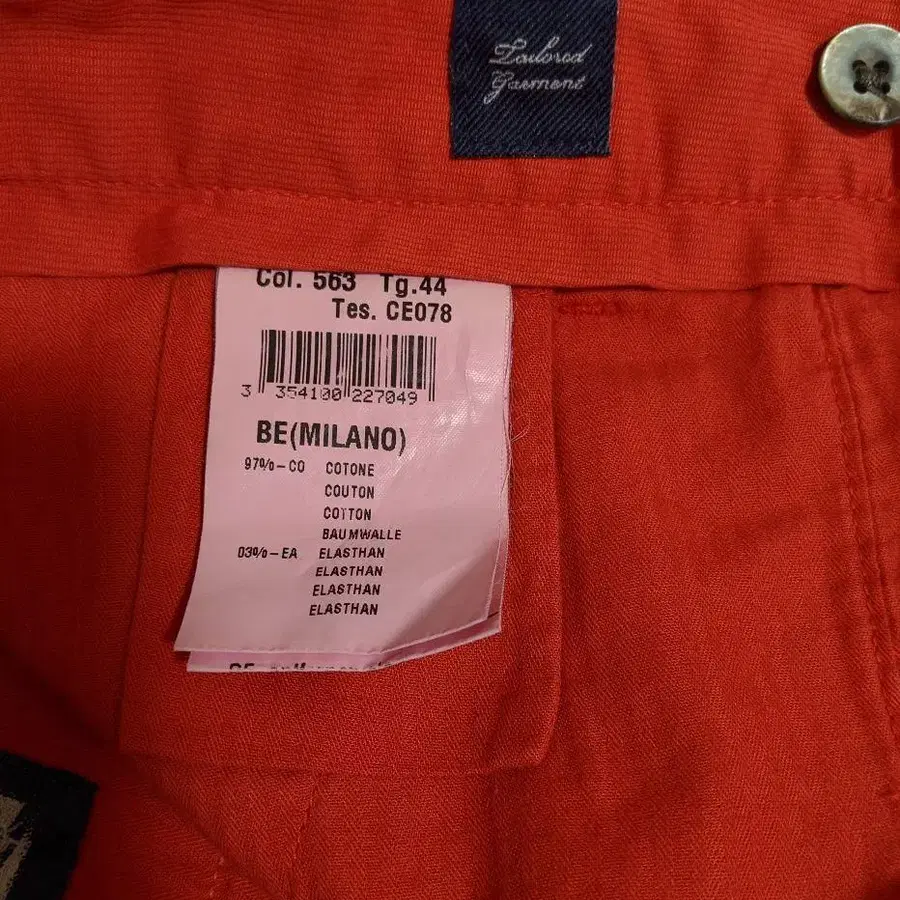 Tailored
Garment
Col. 563 Tg.44
Tes. CE078
3 354100 227049
BE(MILANO)
97%-CO COTONE
COUTON
COTTON
BAUMWALLE
03%-EA ELASTHAN
ELASTHAN
ELASTHAN
ELASTHAN